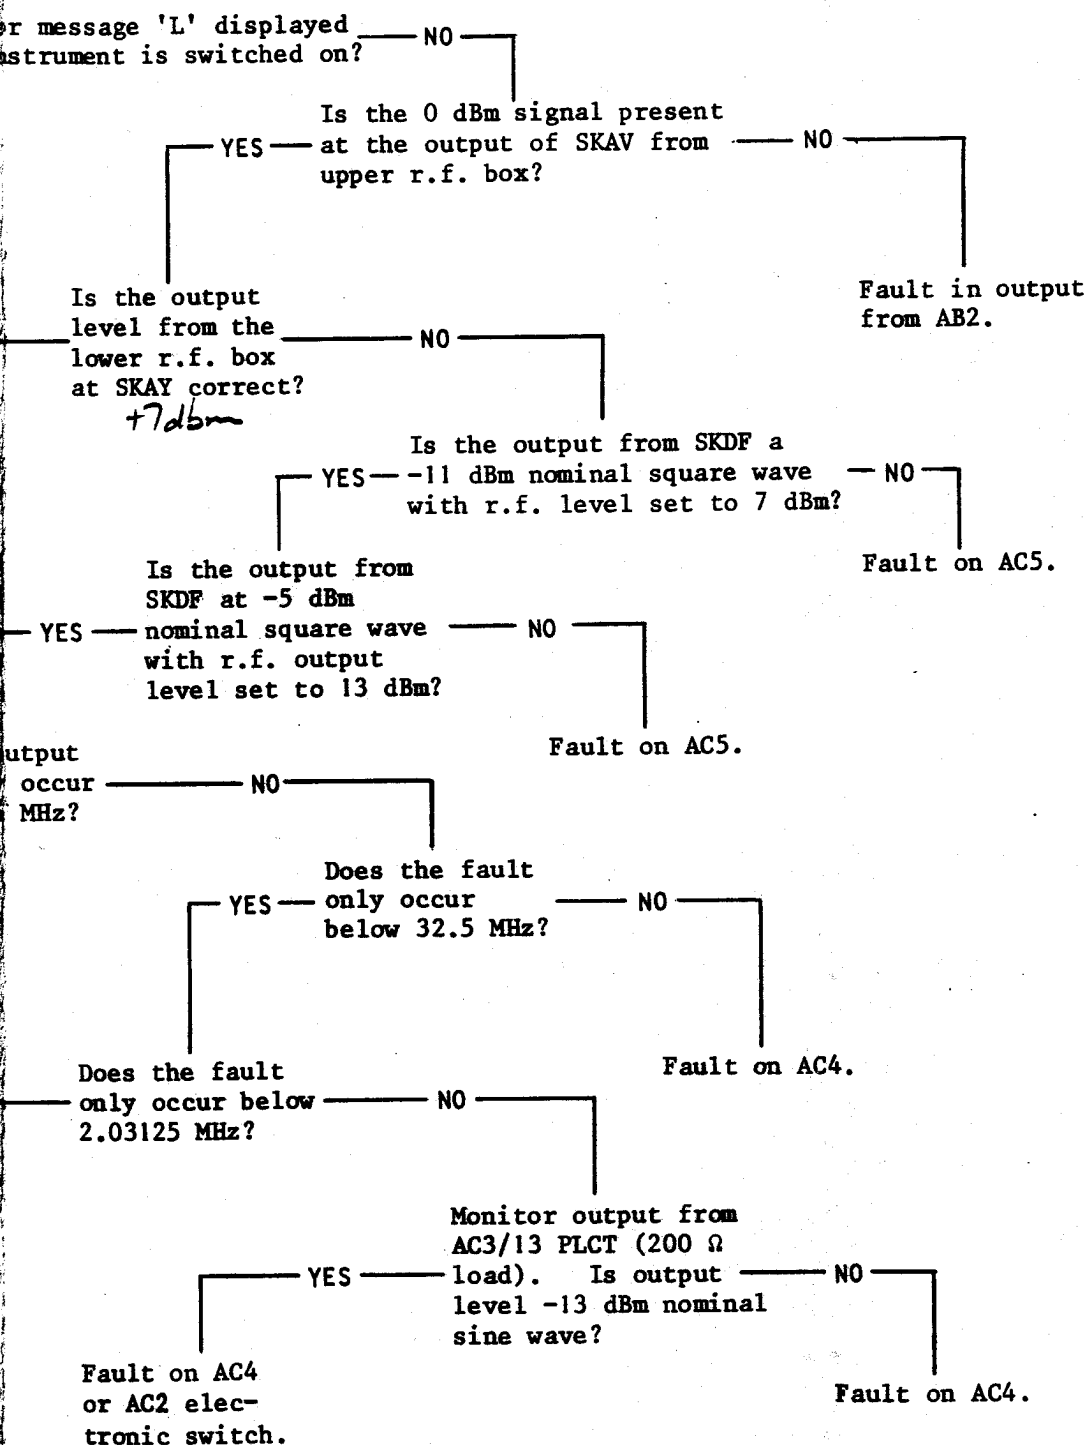 message 'L' displayed
NO
is switched on?
Is the 0 dBm signal present
YES
at the output of SKAV from
NO
upper r.f. box?
Is the output
level from the
lower r.f. box
at SKAY correct?
+7dbm
NO
Fault in output
from AB2.
Is the output from SKDF a
YES
-11 dBm nominal square wave
NO
with r.f. level set to 7 dBm?
Fault on AC5.
Is the output from
SKDF at -5 dBm
YES
nominal square wave
NO
with r.f. output
level set to 13 dBm?
Fault on AC5.
utput
occur
NO
MHz?
Does the fault
YES
only occur
NO
below 32.5 MHz?
Fault on AC4.
Does the fault
only occur below
NO
2.03125 MHz?
Monitor output from
AC3/13 PLCT (200 Ω
YES
load). Is output
NO
level -13 dBm nominal
sine wave?
Fault on AC4
or AC2 elec-
tronic switch.
Fault on AC4.